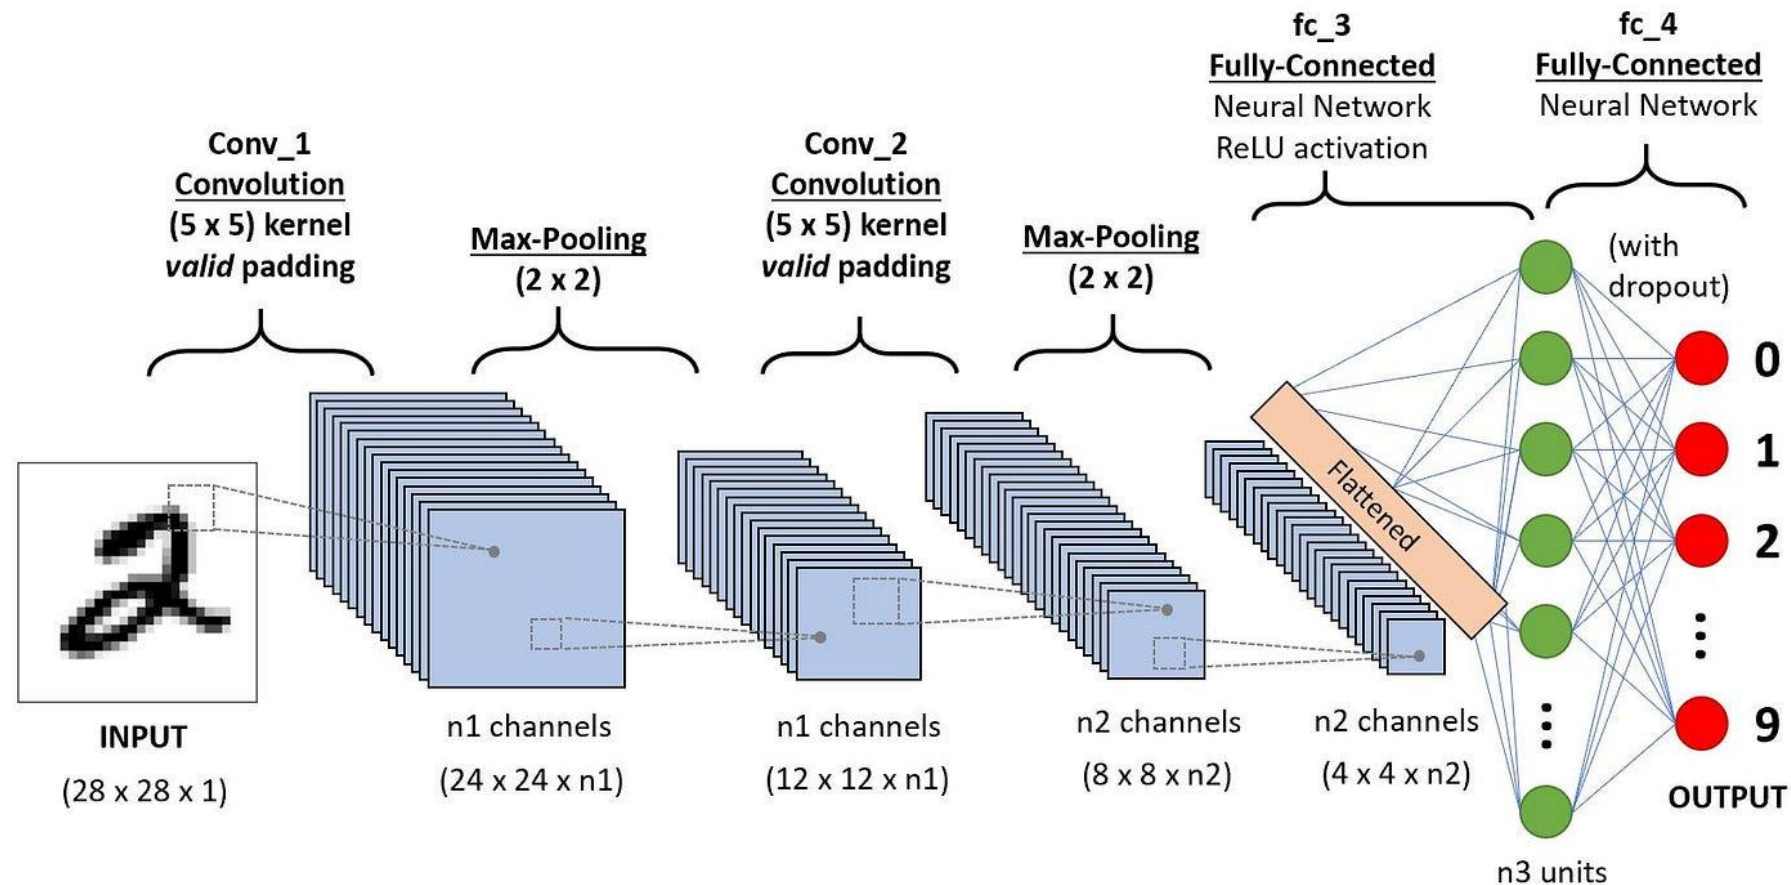 Conv_1
Convolution
(5 x 5) kernel
valid padding
Max-Pooling
(2 x 2)
Conv_2
Convolution
(5 x 5) kernel
valid padding
Max-Pooling
(2 x 2)
fc_3
Fully-Connected
Neural Network
ReLU activation
fc_4
Fully-Connected
Neural Network
(with
dropout)
Flattened
0
1
2
9
OUTPUT
INPUT
(28 x 28 x 1)
n1 channels
(24 x 24 x n1)
n1 channels
(12 x 12 x n1)
n2 channels
(8 x 8 x n2)
n2 channels
(4 x 4 x n2)
n3 units
2